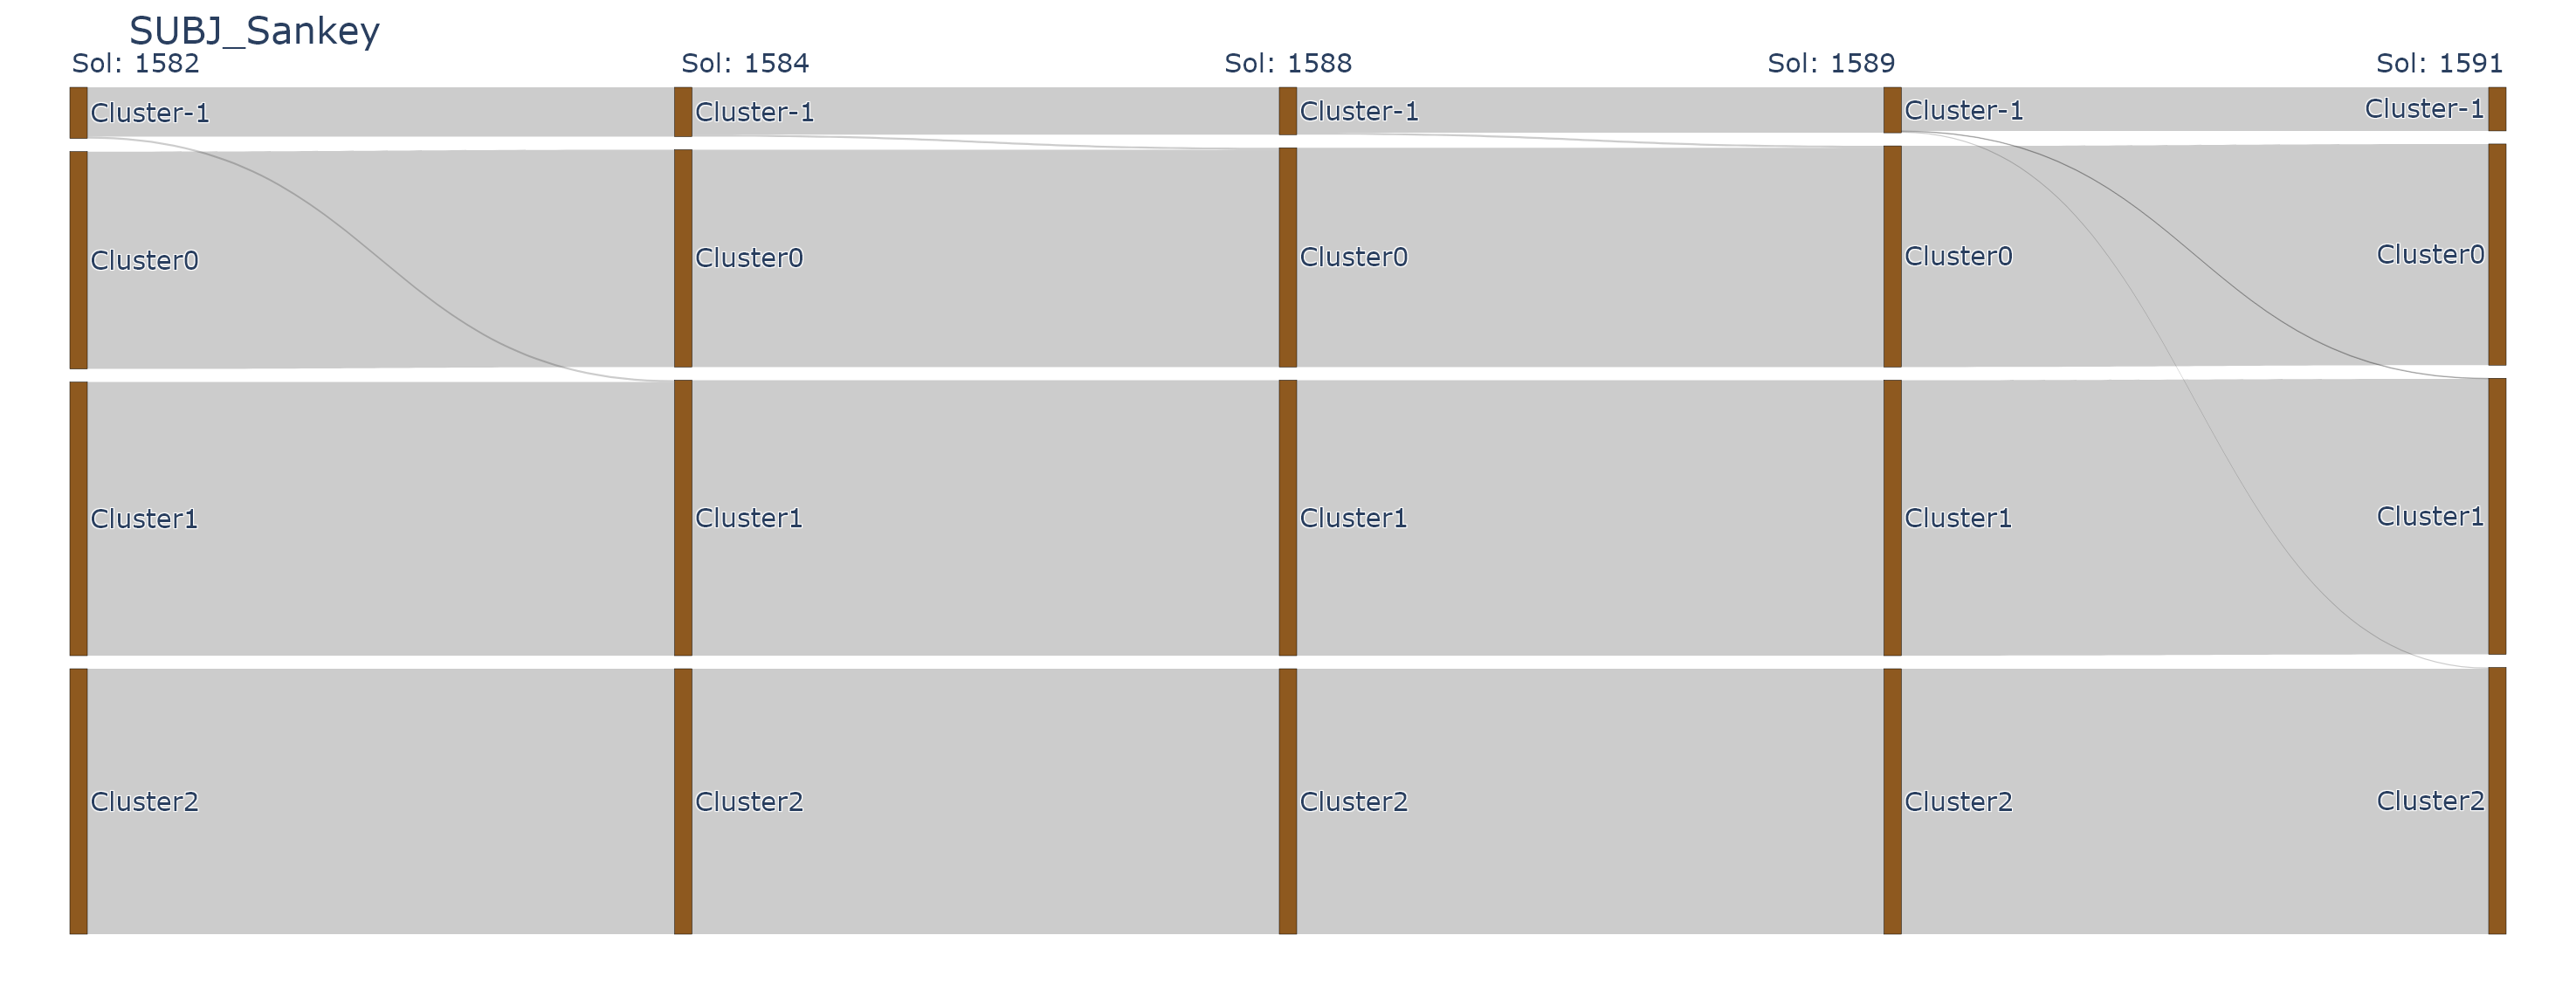 SUBJ_Sankey
Sol: 1582 Sol: 1584 Sol: 1588 Sol: 1589 Sol: 1591
Cluster-1 Cluster-1 Cluster-1 Cluster-1 Cluster-1
Cluster0 Cluster0 Cluster0 Cluster0 Cluster0
Cluster1 Cluster1 Cluster1 Cluster1 Cluster1
Cluster2 Cluster2 Cluster2 Cluster2 Cluster2